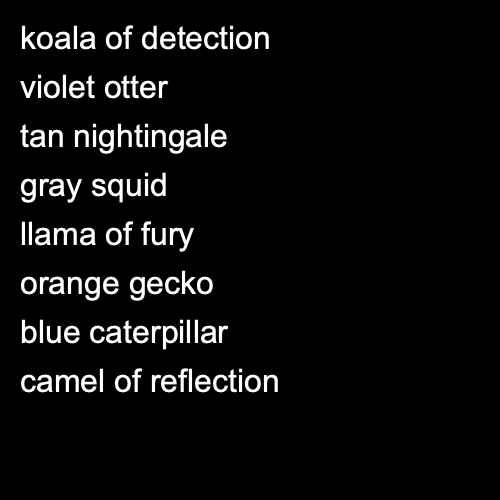 koala of detection
violet otter
tan nightingale
gray squid
llama of fury
orange gecko
blue caterpillar
camel of reflection